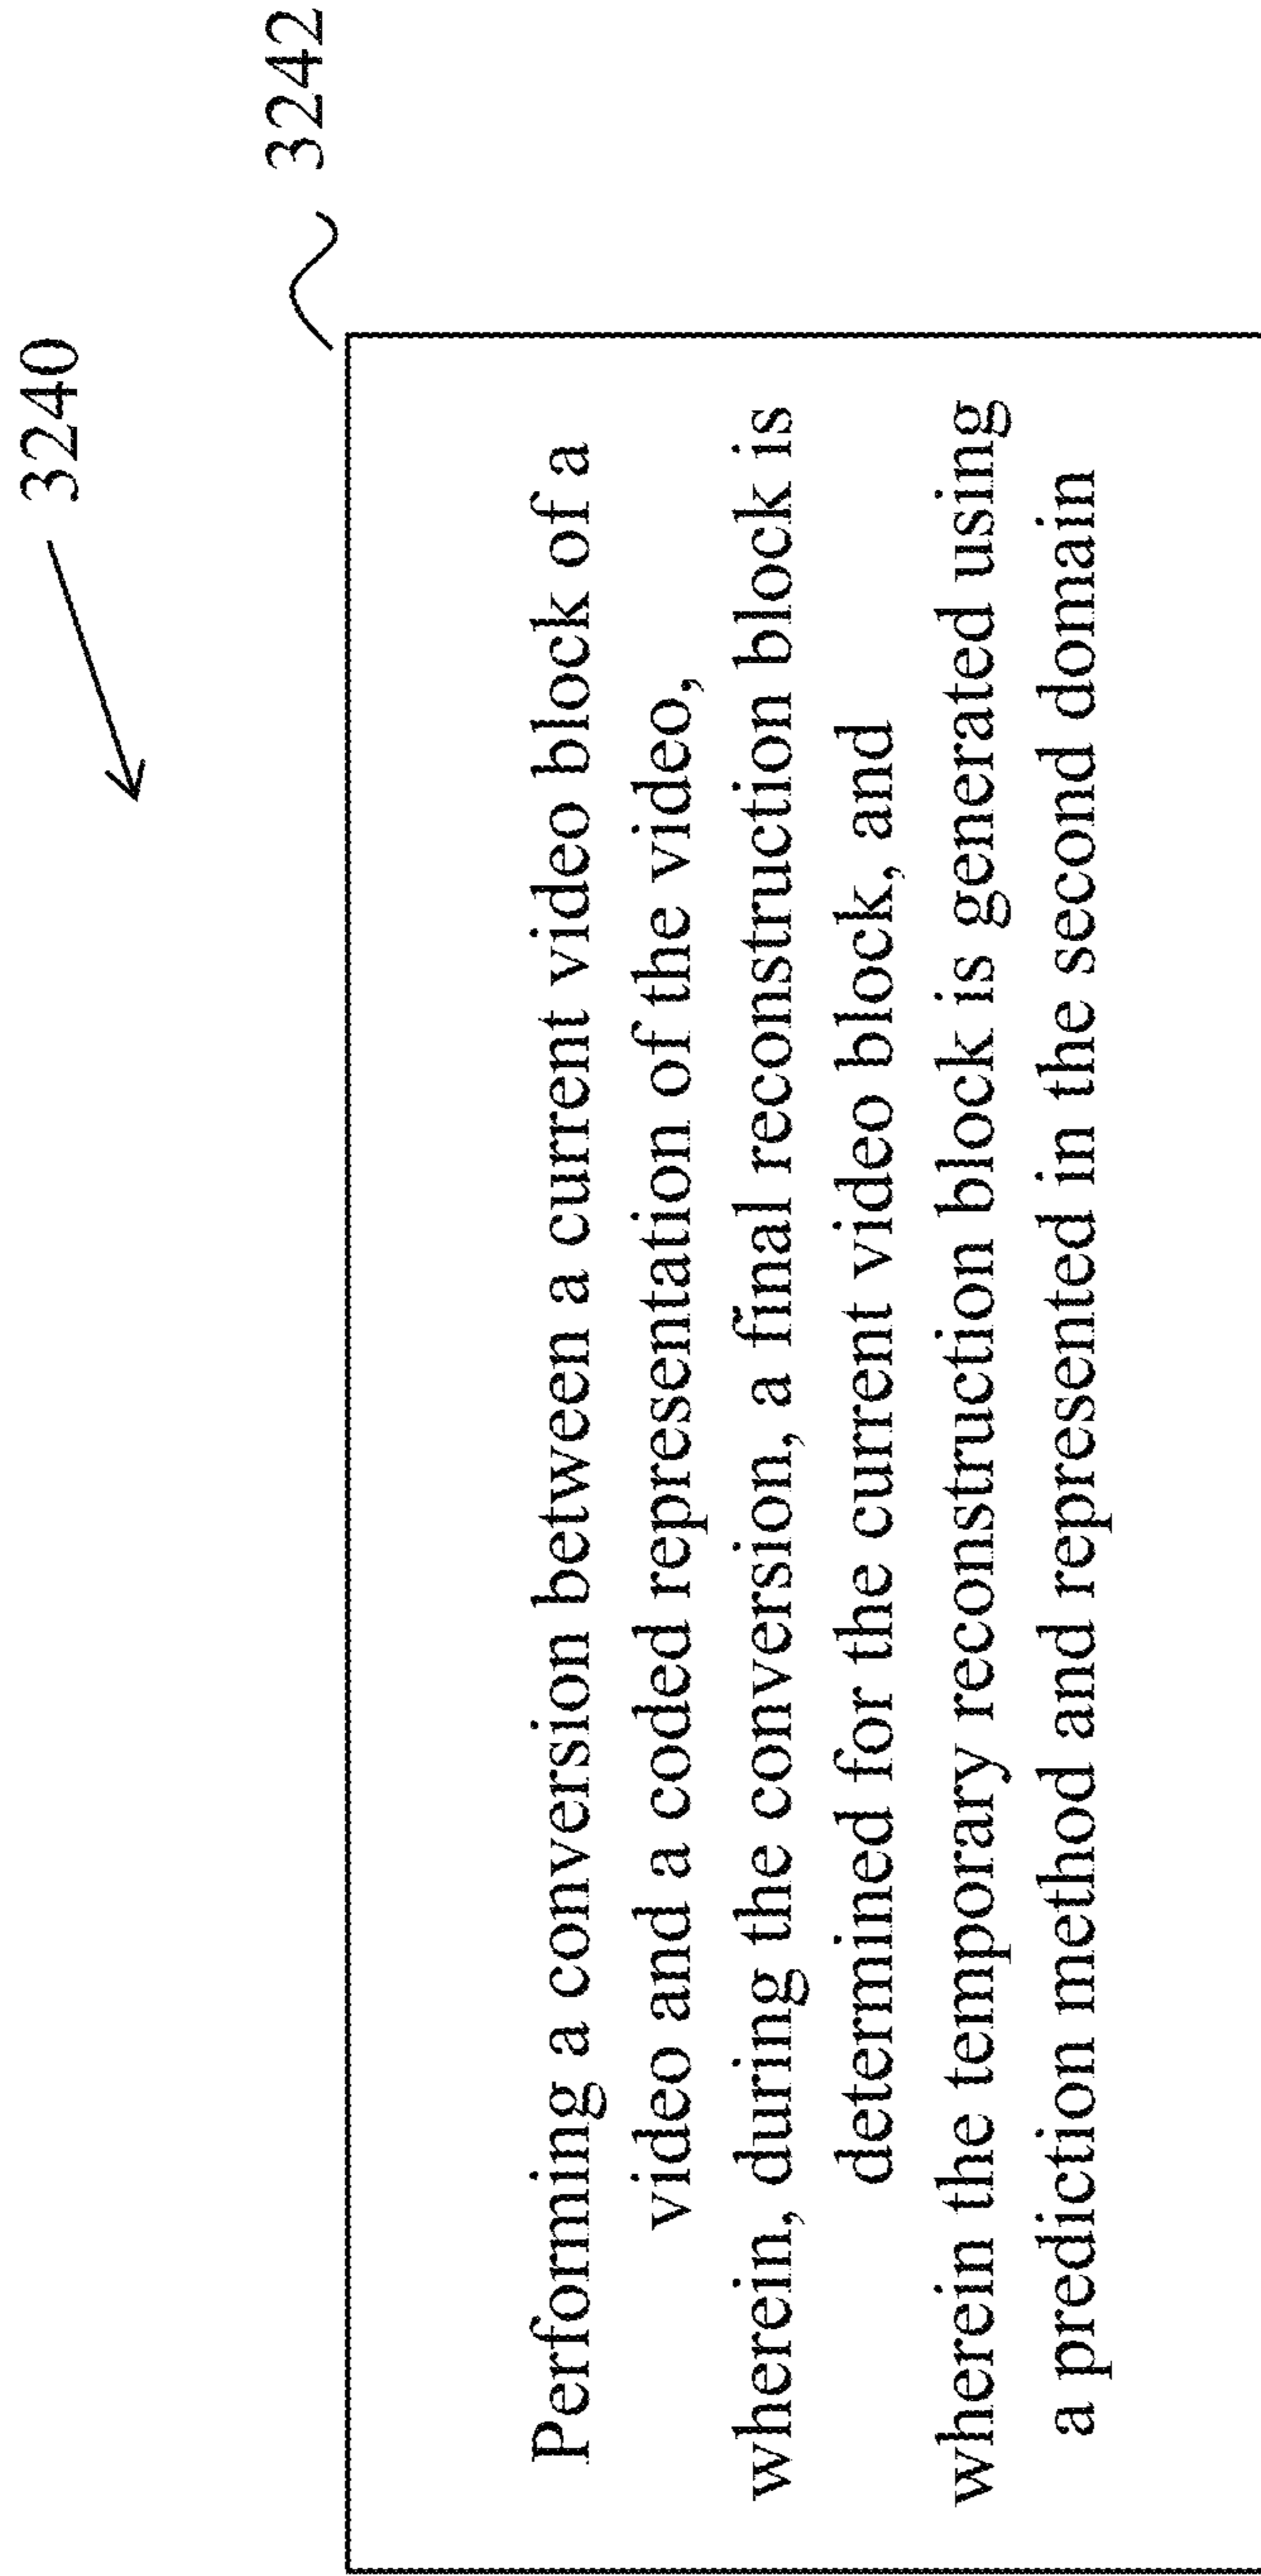 3240
3242
Performing a conversion between a current video block of a
video and a coded representation of the video,
wherein, during the conversion, a final reconstruction block is
determined for the current video block, and
wherein the temporary reconstruction block is generated using
a prediction method and represented in the second domain